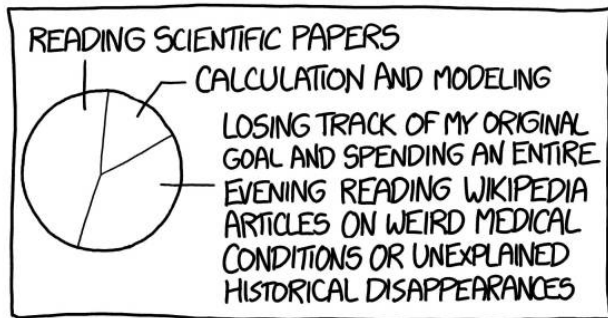 READING SCIENTIFIC PAPERS
CALCULATION AND MODELING
LOSING TRACK OF MY ORIGINAL
GOAL AND SPENDING AN ENTIRE
EVENING READING WIKIPEDIA
ARTICLES ON WEIRD MEDICAL
CONDITIONS OR UNEXPLAINED
HISTORICAL DISAPPEARANCES